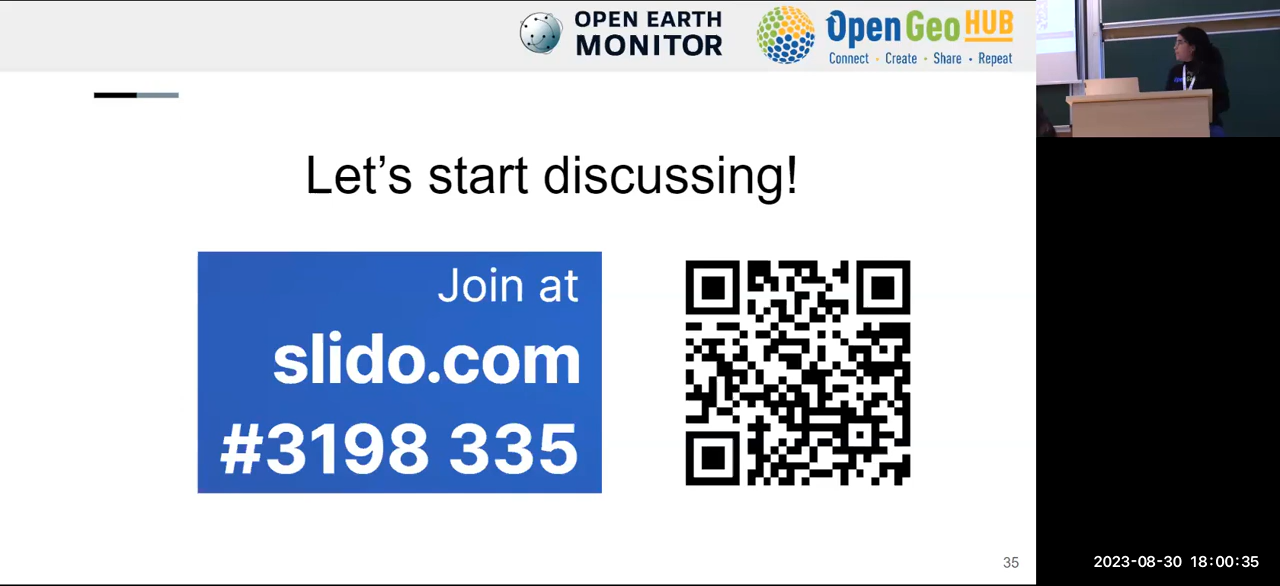 OPEN EARTH
MONITOR
OpenGeoHUB
Connect • Create • Share • Repeat
Let's start discussing!
Join at
slido.com
#3198 335
35
2023-08-30 18:00:35